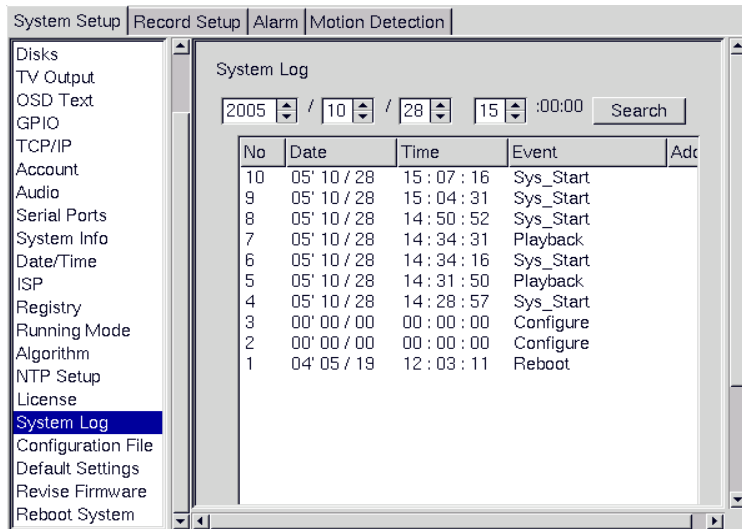 System Setup Record Setup Alarm Motion Detection
Disks
TV Output
OSD Text
GPIO
TCP/IP
Account
Audio
Serial Ports
System Info
Date/Time
ISP
Registry
Running Mode
Algorithm
NTP Setup
License
System Log
Configuration File
Default Settings
Revise Firmware
Reboot System
System Log
2005 / 10 / 28 15 :00:00 Search
No Date Time Event Add
10 05' 10 / 28 15 : 07 : 16 Sys_Start
9 05' 10 / 28 15 : 04 : 31 Sys_Start
8 05' 10 / 28 14 : 50 : 52 Sys_Start
7 05' 10 / 28 14 : 34 : 31 Playback
6 05' 10 / 28 14 : 34 : 16 Sys_Start
5 05' 10 / 28 14 : 31 : 50 Playback
4 05' 10 / 28 14 : 28 : 57 Sys_Start
3 00' 00 / 00 00 : 00 : 00 Configure
2 00' 00 / 00 00 : 00 : 00 Configure
1 04' 05 / 19 12 : 03 : 11 Reboot